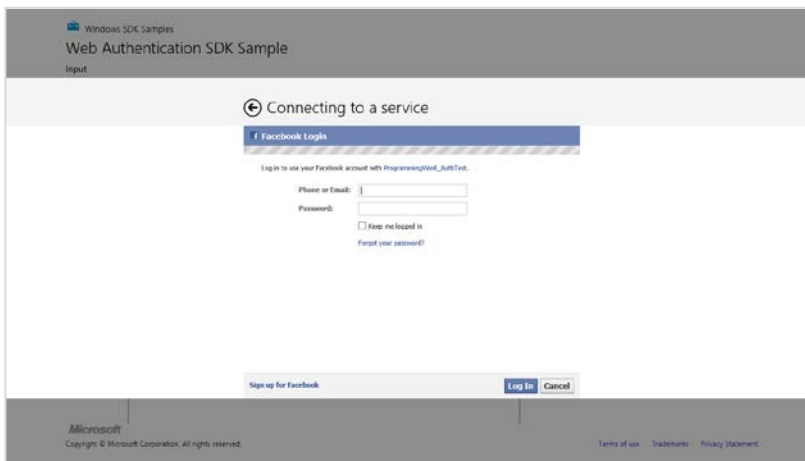 Windows SDK Samples
Web Authentication SDK Sample
Input
Connecting to a service
f Facebook Login
Log in to use your Facebook account with ProgrammingWin8_AuthTest.
Phone or Email:
Password:
Keep me logged in
Forgot your password?
Sign up for Facebook Log In Cancel
Microsoft
Copyright © Microsoft Corporation. All rights reserved. Terms of use Trademarks Privacy Statement